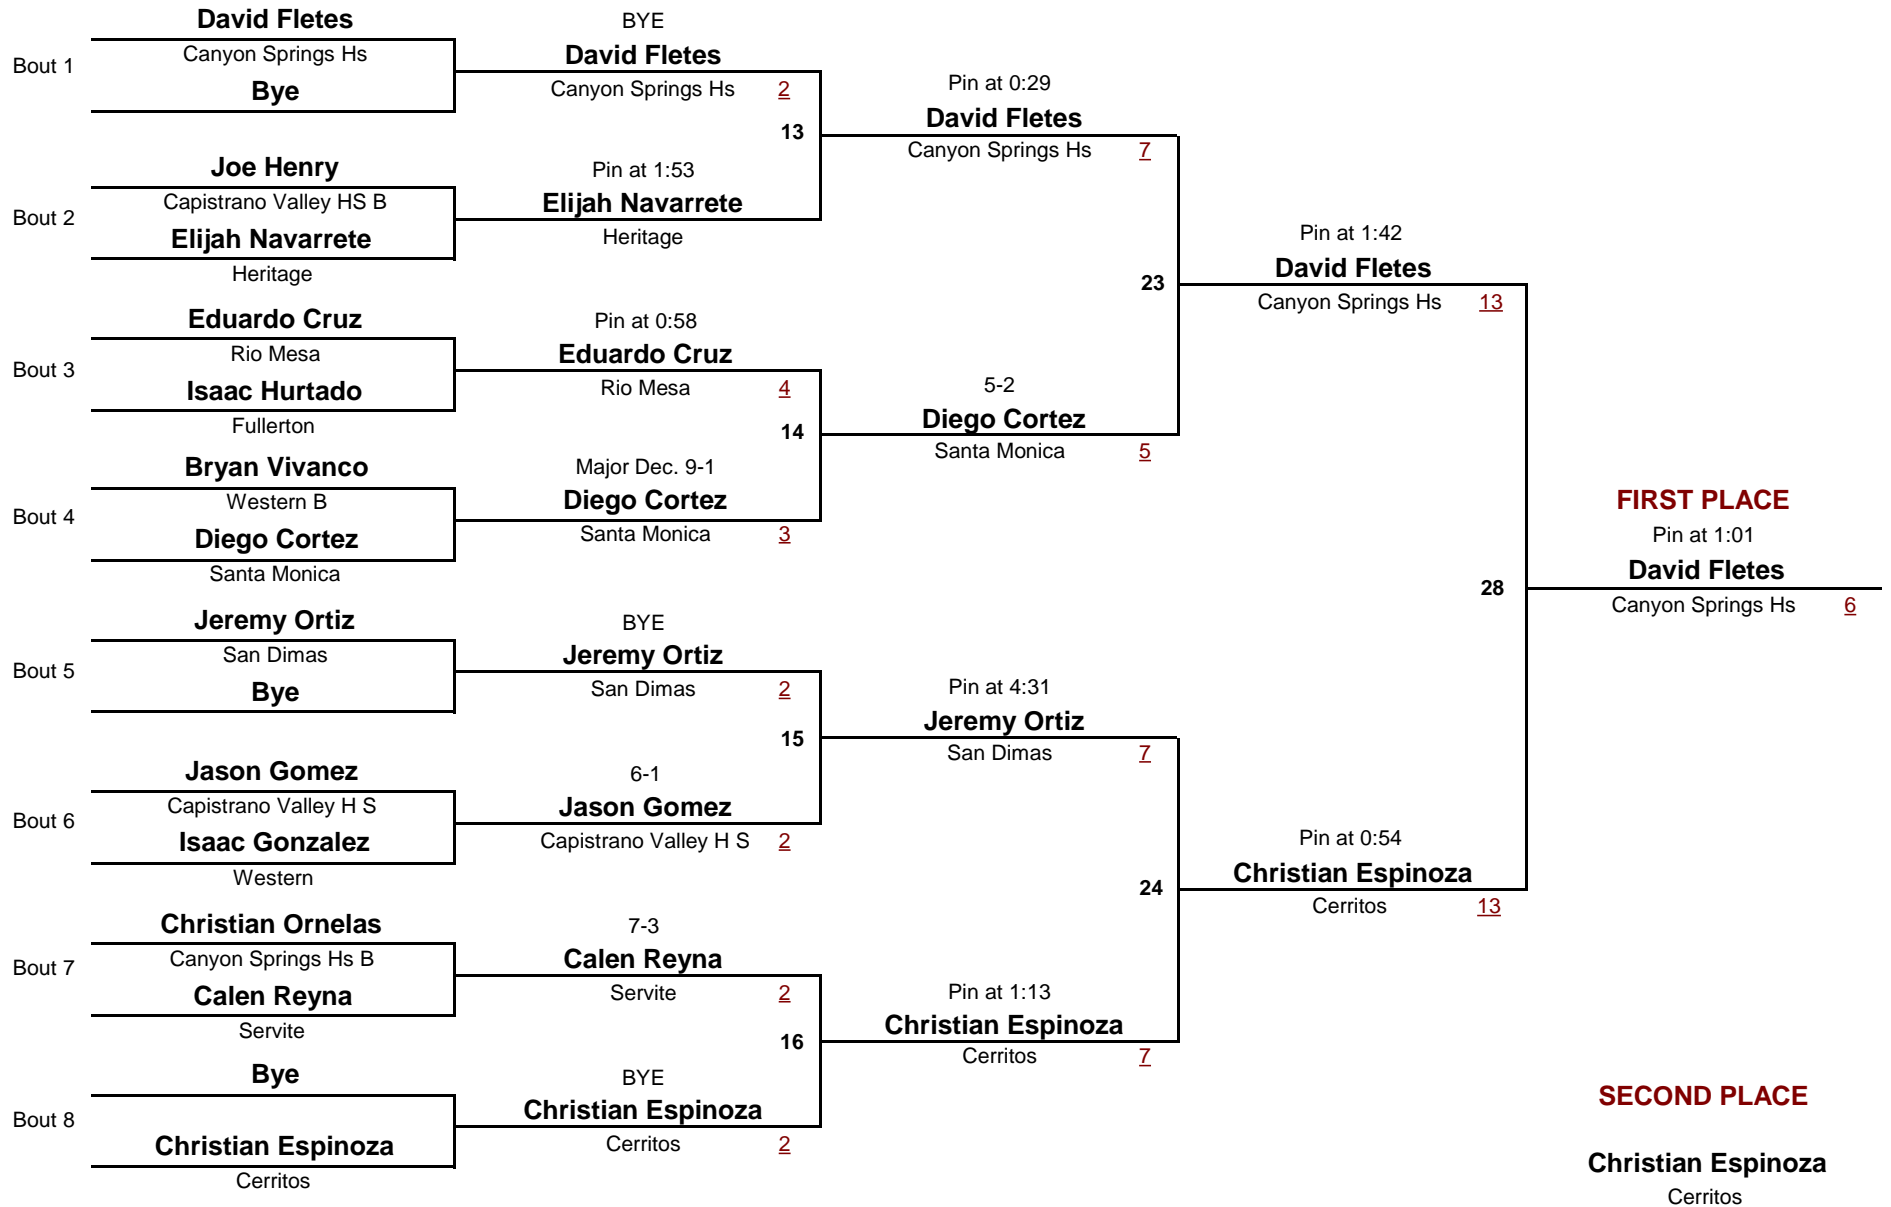 David Fletes
Canyon Springs Hs
Bout 1
Bye
Joe Henry
Capistrano Valley HS B
Bout 2
Elijah Navarrete
Heritage
Eduardo Cruz
Rio Mesa
Bout 3
Isaac Hurtado
Fullerton
Bryan Vivanco
Western B
Bout 4
Diego Cortez
Santa Monica
Jeremy Ortiz
San Dimas
Bout 5
Bye
Jason Gomez
Capistrano Valley H S
Bout 6
Isaac Gonzalez
Western
Christian Ornelas
Canyon Springs Hs B
Bout 7
Calen Reyna
Servite
Bye
Bout 8
Christian Espinoza
Cerritos
BYE
David Fletes
Canyon Springs Hs 2
13
Pin at 1:53
Elijah Navarrete
Heritage
Pin at 0:58
Eduardo Cruz
Rio Mesa 4
14
Major Dec. 9-1
Diego Cortez
Santa Monica 3
BYE
Jeremy Ortiz
San Dimas 2
15
6-1
Jason Gomez
Capistrano Valley H S 2
7-3
Calen Reyna
Servite 2
16
BYE
Christian Espinoza
Cerritos 2
Pin at 0:29
David Fletes
Canyon Springs Hs 7
23
5-2
Diego Cortez
Santa Monica 5
Pin at 4:31
Jeremy Ortiz
San Dimas 7
24
Pin at 1:13
Christian Espinoza
Cerritos 7
Pin at 1:42
David Fletes
Canyon Springs Hs 13
28
Pin at 0:54
Christian Espinoza
Cerritos 13
FIRST PLACE
Pin at 1:01
David Fletes
Canyon Springs Hs 6
SECOND PLACE
Christian Espinoza
Cerritos